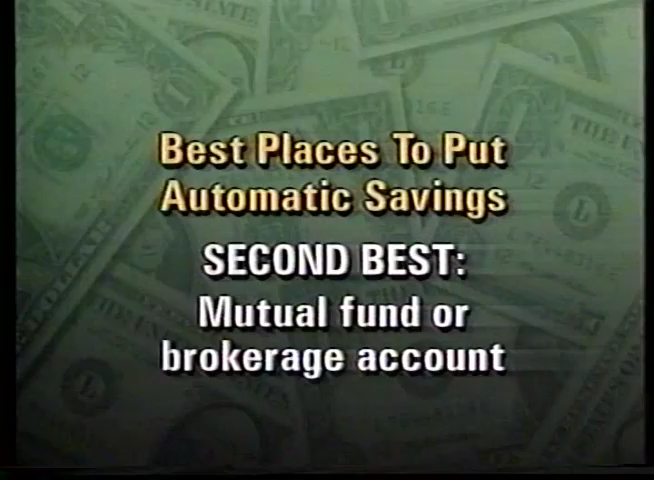 Best Places To Put
Automatic Savings
SECOND BEST:
Mutual fund or
brokerage account